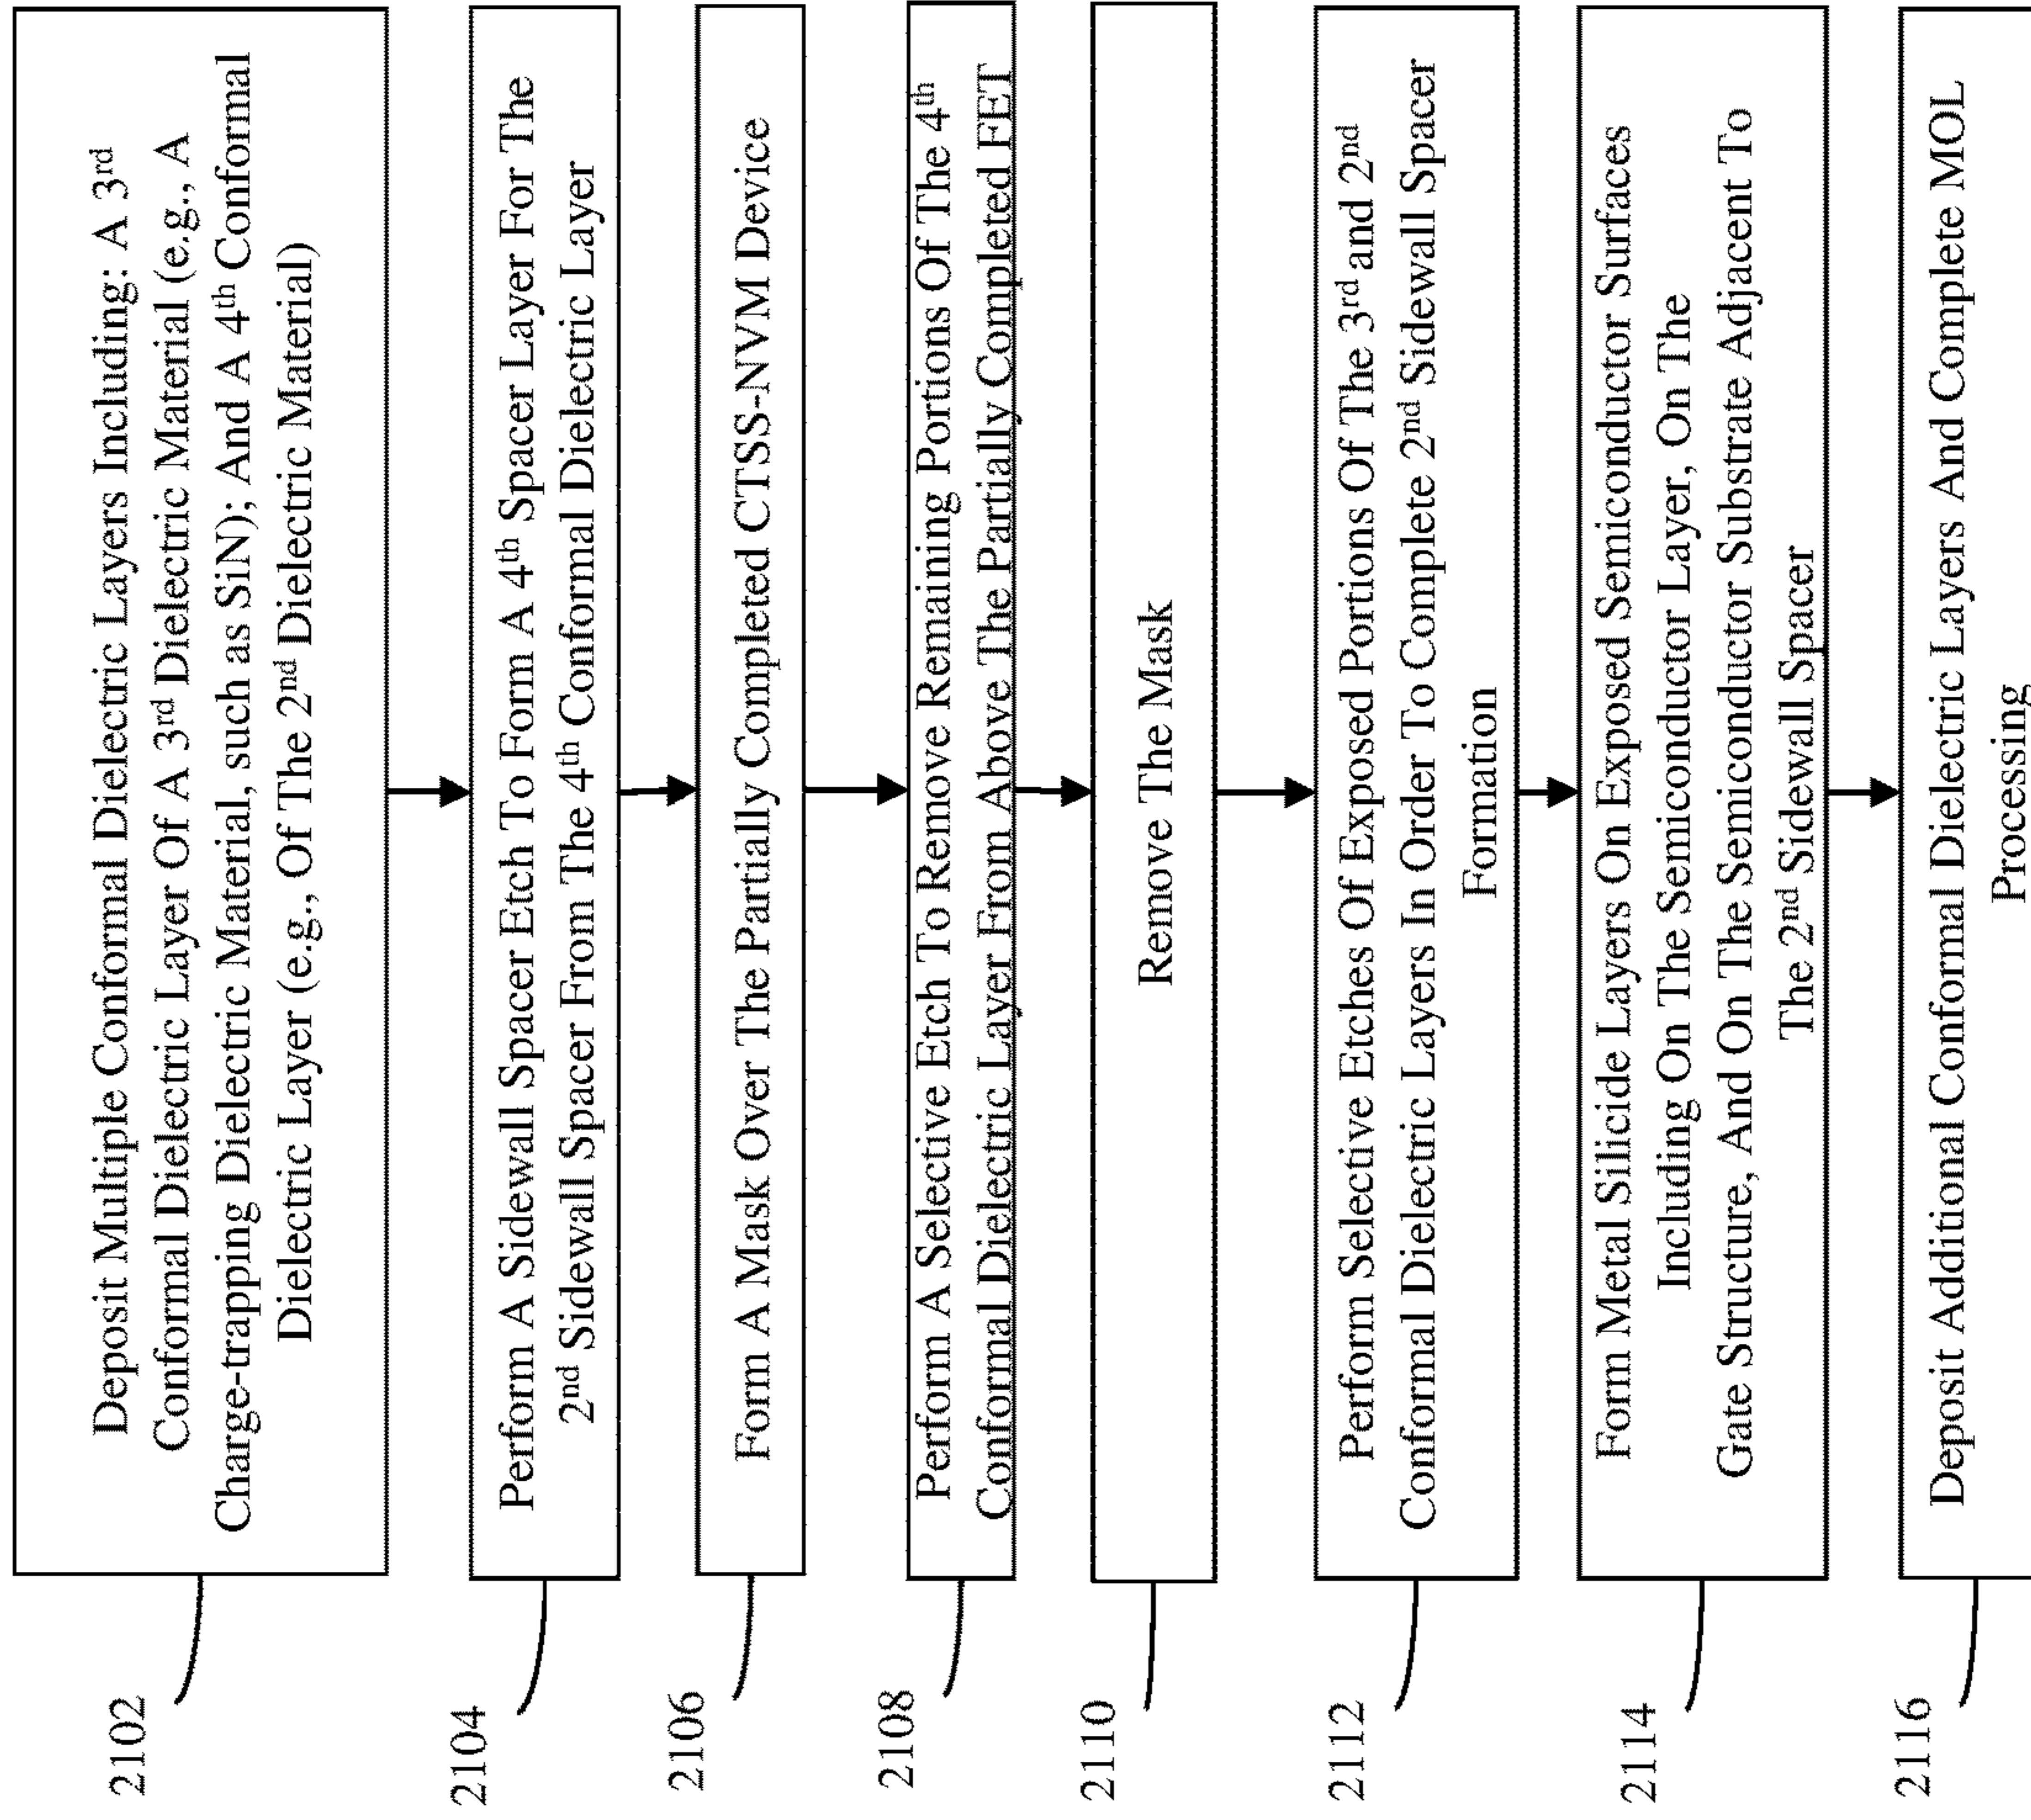 2102
Deposit Multiple Conformal Dielectric Layers Including: A 3rd
Conformal Dielectric Layer Of A 3rd Dielectric Material (e.g., A
Charge-trapping Dielectric Material, such as SiN); And A 4th Conformal
Dielectric Layer (e.g., Of The 2nd Dielectric Material)
2104
Perform A Sidewall Spacer Etch To Form A 4th Spacer Layer For The
2nd Sidewall Spacer From The 4th Conformal Dielectric Layer
2106
Form A Mask Over The Partially Completed CTSS-NVM Device
2108
Perform A Selective Etch To Remove Remaining Portions Of The 4th
Conformal Dielectric Layer From Above The Partially Completed FET
2110
Remove The Mask
2112
Perform Selective Etches Of Exposed Portions Of The 3rd and 2nd
Conformal Dielectric Layers In Order To Complete 2nd Sidewall Spacer
Formation
2114
Form Metal Silicide Layers On Exposed Semiconductor Surfaces
Including On The Semiconductor Layer, On The
Gate Structure, And On The Semiconductor Substrate Adjacent To
The 2nd Sidewall Spacer
2116
Deposit Additional Conformal Dielectric Layers And Complete MOL
Processing